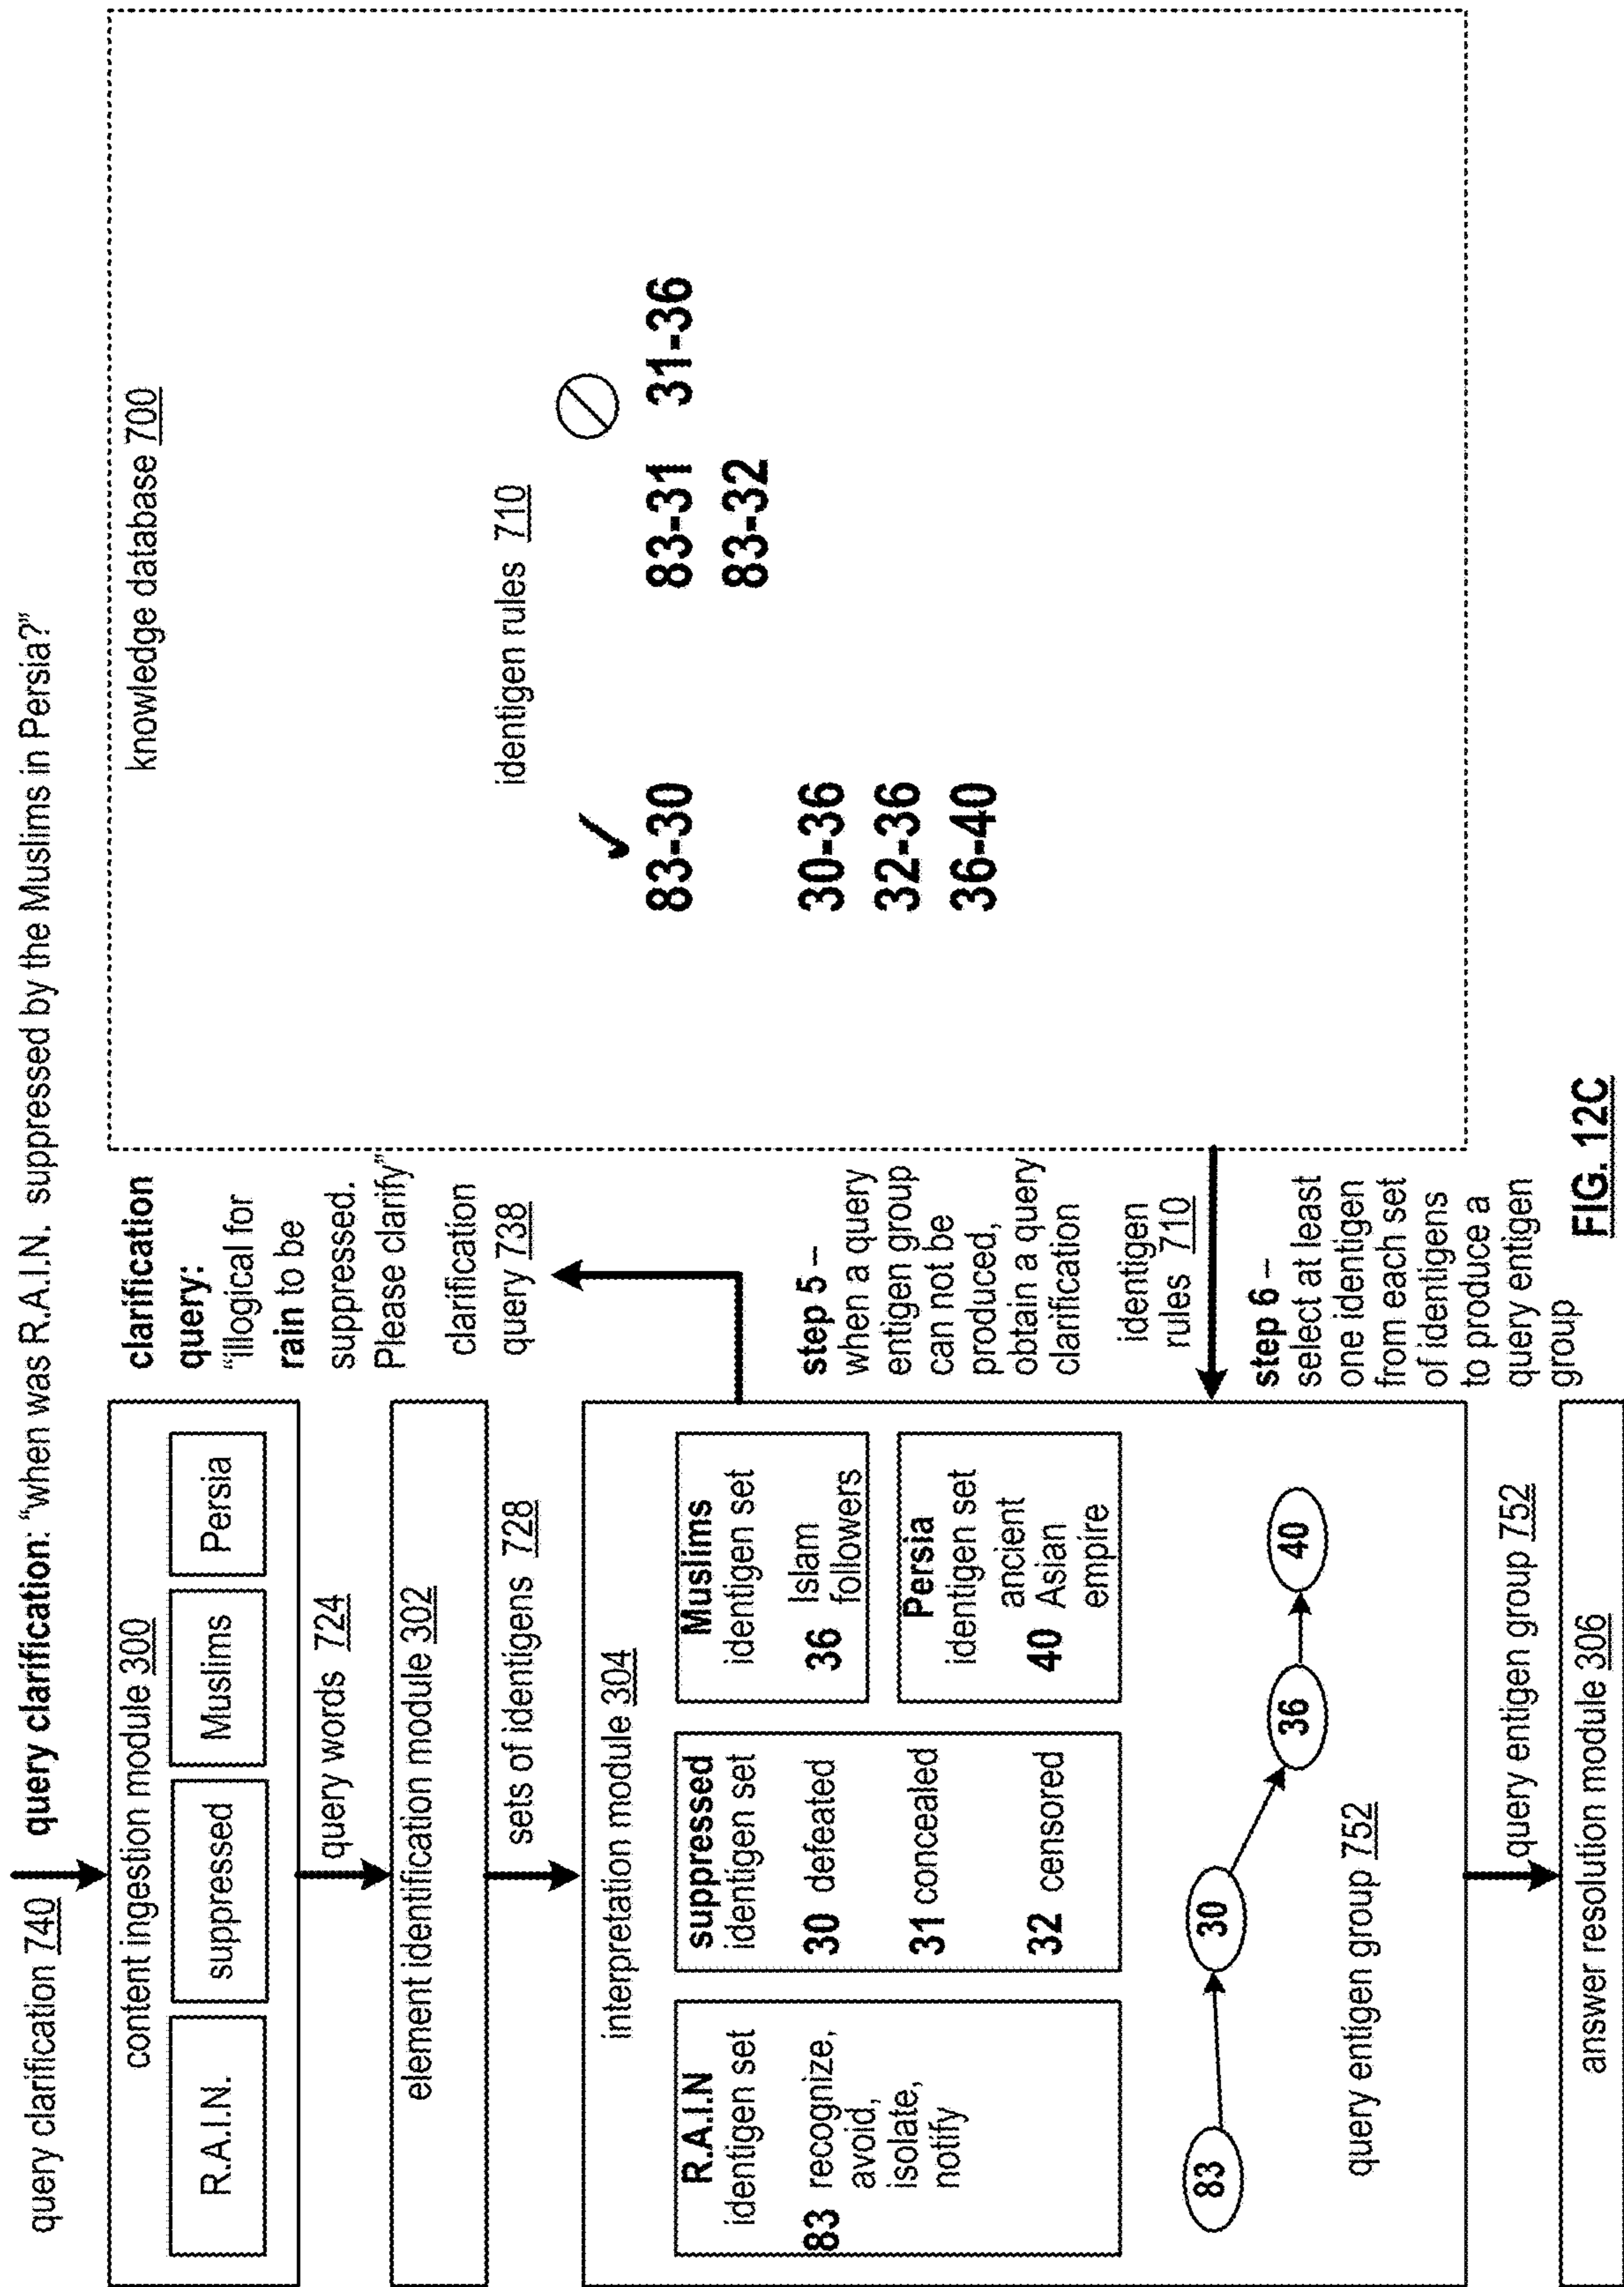 query clarification 740
query clarification: “when was R.A.I.N. suppressed by the Muslims in Persia?”
content ingestion module 300
R.A.I.N.
suppressed
Muslims
Persia
query words 724
element identification module 302
sets of identigens 728
clarification
query:
“illogical for
rain to be
suppressed.
Please clarify”
clarification
query 738
interpretation module 304
R.A.I.N
identigen set
83 recognize,
avoid,
isolate,
notify
suppressed
identigen set
30 defeated
31 concealed
32 censored
Muslims
identigen set
36 Islam
followers
Persia
identigen set
ancient
40 Asian
empire
83
30
36
40
query entigen group 752
step 5 –
when a query
entigen group
can not be
produced,
obtain a query
clarification
identigen
rules 710
step 6 –
select at least
one identigen
from each set
of identigens
to produce a
query entigen
group
query entigen group 752
answer resolution module 306
knowledge database 700
identigen rules 710
83-30 83-31 31-36
83-32
30-36
32-36
36-40
FIG. 12C